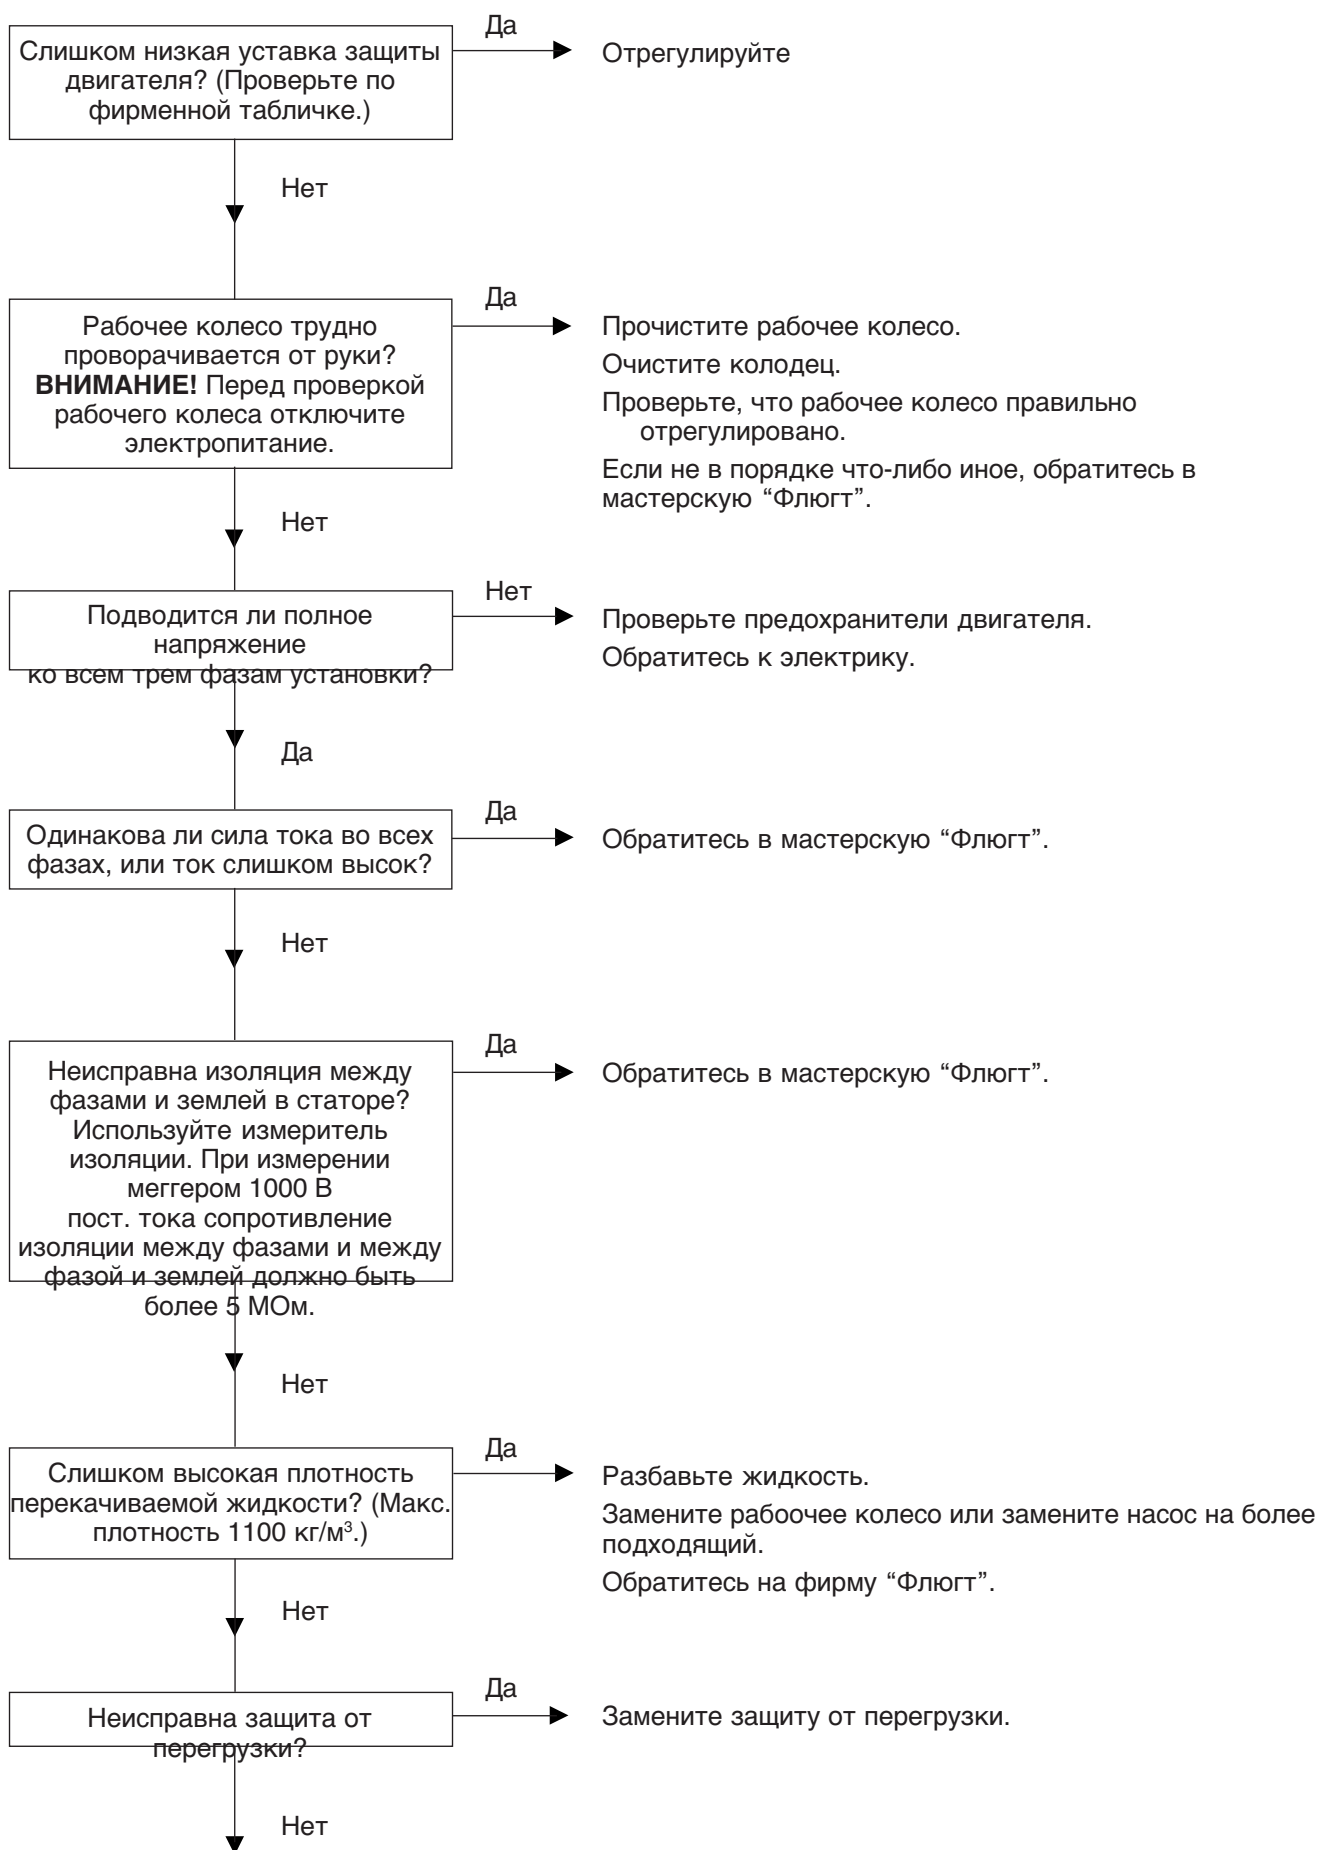 Да
Слишком низкая уставка защиты
двигателя? (Проверьте по
фирменной табличке.)
Отрегулируйте
Нет
Да
Рабочее колесо трудно
проворачивается от руки?
ВНИМАНИЕ! Перед проверкой
рабочего колеса отключите
электропитание.
Прочистите рабочее колесо.
Очистите колодец.
Проверьте, что рабочее колесо правильно
отрегулировано.
Если не в порядке что-либо иное, обратитесь в
мастерскую “Флюгт”.
Нет
Нет
Подводится ли полное
напряжение
ко всем трем фазам установки?
Проверьте предохранители двигателя.
Обратитесь к электрику.
Да
Да
Одинакова ли сила тока во всех
фазах, или ток слишком высок?
Обратитесь в мастерскую “Флюгт”.
Нет
Да
Неисправна изоляция между
фазами и землей в статоре?
Используйте измеритель
изоляции. При измерении
меггером 1000 В
пост. тока сопротивление
изоляции между фазами и между
фазой и землей должно быть
более 5 МОм.
Обратитесь в мастерскую “Флюгт”.
Нет
Да
Слишком высокая плотность
перекачиваемой жидкости? (Макс.
плотность 1100 кг/м³.)
Разбавьте жидкость.
Замените рабоочее колесо или замените насос на более
подходящий.
Обратитесь на фирму “Флюгт”.
Нет
Да
Неисправна защита от
перегрузки?
Замените защиту от перегрузки.
Нет